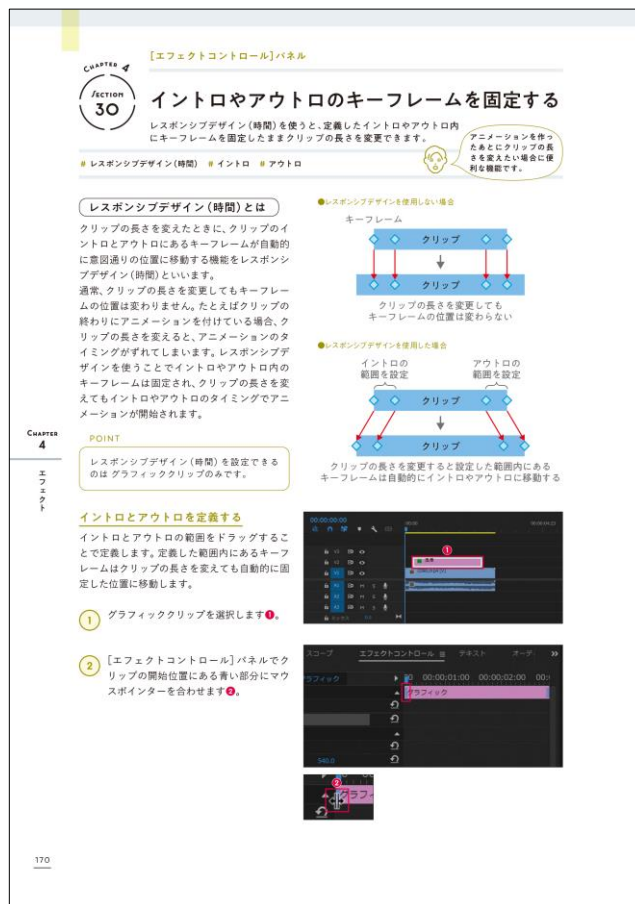 [エフェクトコントロール]パネル
CHAPTER 4
SECTION
30
イントロやアウトロのキーフレームを固定する
レスポンシブデザイン(時間)を使うと、定義したイントロやアウトロ内
にキーフレームを固定したままクリップの長さを変更できます。
アニメーションを作っ
たあとにクリップの長
さを変えたい場合に便
利な機能です。
# レスポンシブデザイン(時間) # イントロ # アウトロ
レスポンシブデザイン(時間)とは
クリップの長さを変えたときに、クリップのイ
ントロとアウトロにあるキーフレームが自動的
に意図通りの位置に移動する機能をレスポンシ
ブデザイン(時間)といいます。
通常、クリップの長さを変更してもキーフレー
ムの位置は変わりません。たとえばクリップの
終わりにアニメーションを付けている場合、ク
リップの長さを変えると、アニメーションのタ
イミングがずれてしまいます。レスポンシブデ
ザインを使うことでイントロやアウトロ内の
キーフレームは固定され、クリップの長さを変
えてもイントロやアウトロのタイミングでアニ
メーションが開始されます。
POINT
レスポンシブデザイン(時間)を設定できる
のは グラフィッククリップのみです。
●レスポンシブデザインを使用しない場合
キーフレーム
クリップ
クリップ
クリップの長さを変更しても
キーフレームの位置は変わらない
●レスポンシブデザインを使用した場合
イントロの
範囲を設定
アウトロの
範囲を設定
クリップ
クリップ
クリップの長さを変更すると設定した範囲内にある
キーフレームは自動的にイントロやアウトロに移動する
CHAPTER
4
エフェクト
イントロとアウトロを定義する
イントロとアウトロの範囲をドラッグするこ
とで定義します。定義した範囲内にあるキーフ
レームはクリップの長さを変えても自動的に固
定した位置に移動します。
1 グラフィッククリップを選択します❶。
2 [エフェクトコントロール]パネルでク
リップの開始位置にある青い部分にマウ
スポインターを合わせます❷。
00:00:00:00
00:00
❶
V3
V2
V1
A1 M S
A2 M S
A3 M S
ミックス 0.0
スコープ エフェクトコントロール テキスト オーデ
グラフィック
00 00:00:01:00 00:00:02:00 00:
グラフィック
540.0
❷
グラフィ
170